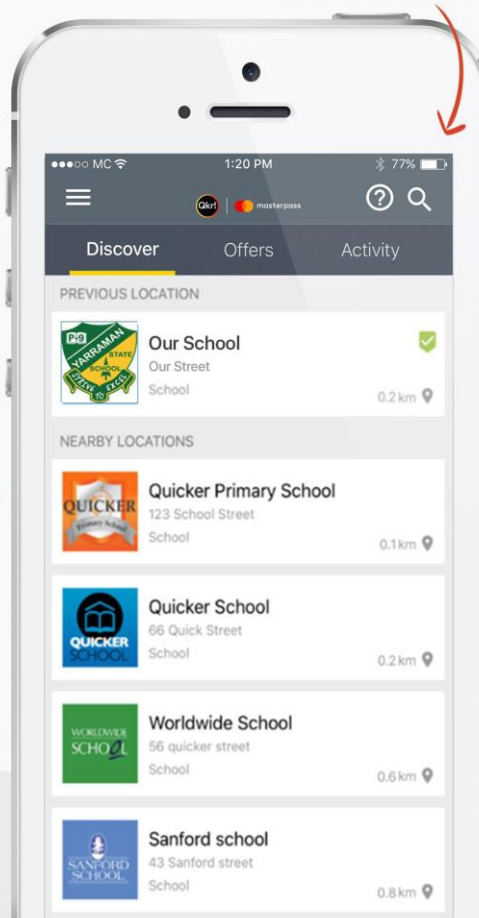 MC 1:20 PM 77%
Qkr! masterpass
Discover Offers Activity
PREVIOUS LOCATION
P-9
YARRAMAN
STATE
SCHOOL
STRIVE TO EXCEL
Our School
Our Street
School
0.2 km
NEARBY LOCATIONS
QUICKER
Primary School
Quicker Primary School
123 School Street
School
0.1 km
QUICKER
SCHOOL
Quicker School
66 Quick Street
School
0.2 km
WORLDWIDE
SCHOOL
Worldwide School
56 quicker street
School
0.6 km
SANFORD
SCHOOL
Sanford school
43 Sanford street
School
0.8 km